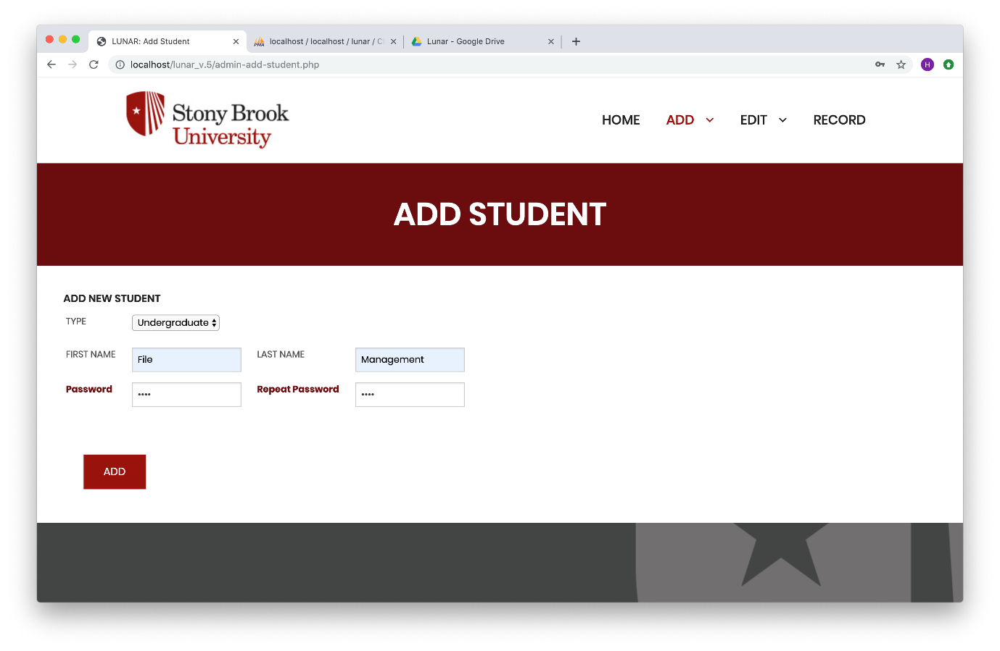 LUNAR: Add Student
localhost / localhost / lunar /
Lunar - Google Drive
localhost/lunar_v.5/admin-add-student.php
H
Stony Brook
University
HOME
ADD
EDIT
RECORD
ADD STUDENT
ADD NEW STUDENT
TYPE
Undergraduate
FIRST NAME
File
LAST NAME
Management
Password
••••
Repeat Password
••••
ADD